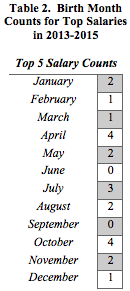 Table 2. Birth Month
Counts for Top Salaries
in 2013-2015
Top 5 Salary Counts
January 2
February 1
March 1
April 4
May 2
June 0
July 3
August 2
September 0
October 4
November 2
December 1